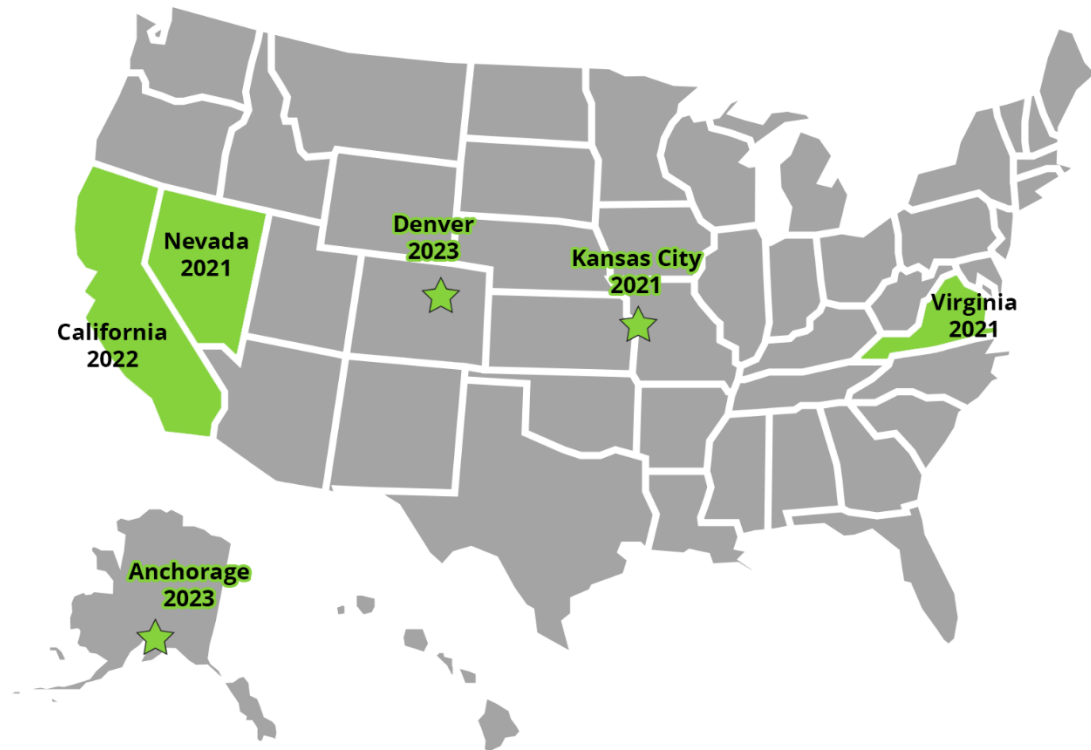 Denver
2023
Nevada
2021
Kansas City
2021
California
2022
Virginia
2021
Anchorage
2023